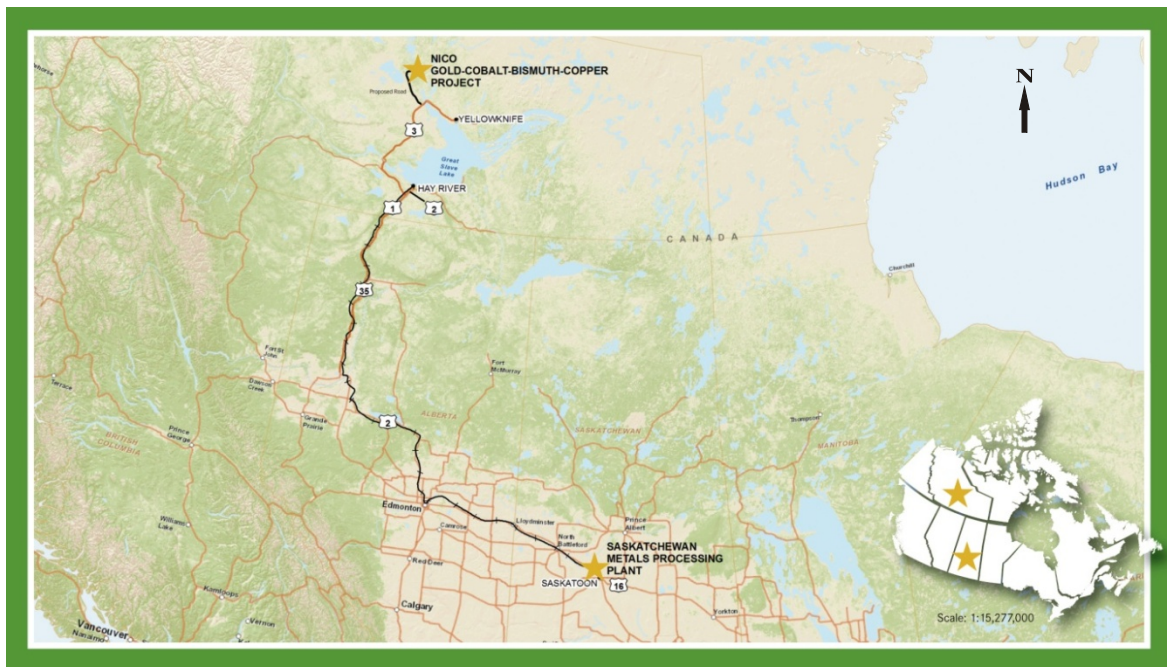 NICO
GOLD-COBALT-BISMUTH-COPPER
PROJECT
Proposed Road
YELLOWKNIFE
3
Great
Slave
Lake
HAY RIVER
1
2
N
Hudson Bay
CANADA
Churchill
35
Fort St.
John
Dawson
Creek
Fort
McMurray
Terrace
Grande
Prairie
2
ALBERTA
Prince
George
BRITISH
COLUMBIA
SASKATCHEWAN
Thompson
MANITOBA
Edmonton
Camrose
Lloydminster
Prince
Albert
North
Battleford
Williams
Lake
Red Deer
SASKATCHEWAN
METALS PROCESSING
PLANT
SASKATOON
16
Kamloops
Calgary
Yorkton
Vernon
Vancouver
Nanaimo
Scale: 1:15,277,000